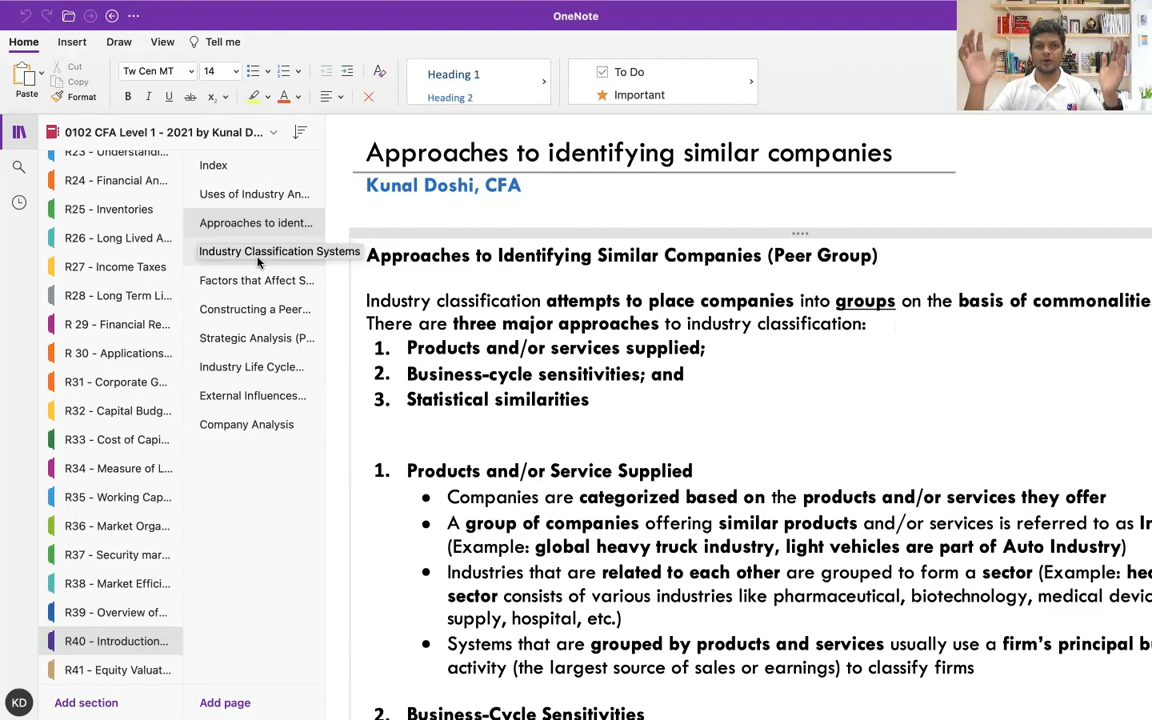 OneNote
Home Insert Draw View Tell me
Paste
Cut
Copy
Format
Tw Cen MT 14
B I U ab x₂ A
Heading 1
Heading 2
To Do
Important
0102 CFA Level 1 - 2021 by Kunal D...
R23 - Understandi...
R24 - Financial An...
R25 - Inventories
R26 - Long Lived A...
R27 - Income Taxes
R28 - Long Term Li...
R 29 - Financial Re...
R 30 - Applications...
R31 - Corporate G...
R32 - Capital Budg...
R33 - Cost of Capi...
R34 - Measure of L...
R35 - Working Cap...
R36 - Market Orga...
R37 - Security mar...
R38 - Market Effici...
R39 - Overview of...
R40 - Introduction...
R41 - Equity Valuat...
KD
Add section
Index
Uses of Industry An...
Approaches to ident...
Industry Classification Systems
Factors that Affect S...
Constructing a Peer...
Strategic Analysis (P...
Industry Life Cycle...
External Influences...
Company Analysis
Add page
Approaches to identifying similar companies
Kunal Doshi, CFA
Approaches to Identifying Similar Companies (Peer Group)
Industry classification attempts to place companies into groups on the basis of commonalitie
There are three major approaches to industry classification:
1. Products and/or services supplied;
2. Business-cycle sensitivities; and
3. Statistical similarities
1. Products and/or Service Supplied
• Companies are categorized based on the products and/or services they offer
• A group of companies offering similar products and/or services is referred to as
(Example: global heavy truck industry, light vehicles are part of Auto Industry)
• Industries that are related to each other are grouped to form a sector (Example:
sector consists of various industries like pharmaceutical, biotechnology, medical
supply, hospital, etc.)
• Systems that are grouped by products and services usually use a firm's principal
activity (the largest source of sales or earnings) to classify firms
2. Business-Cycle Sensitivities